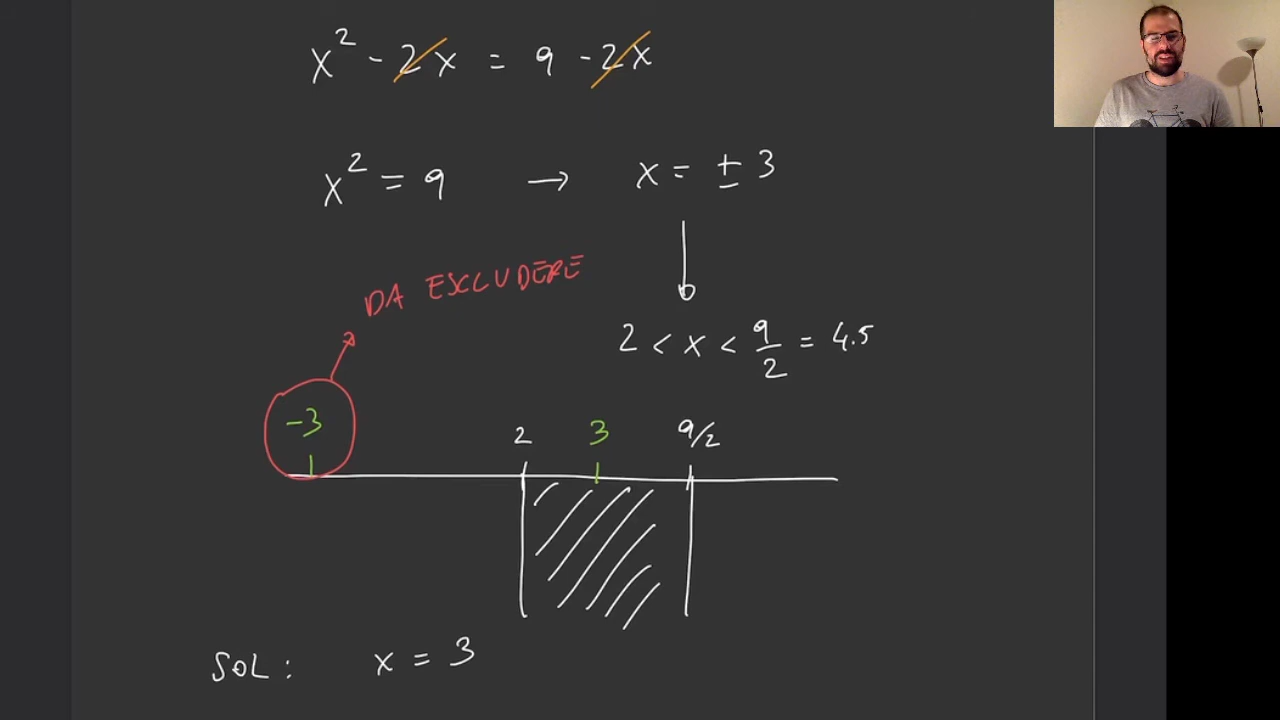 x² - 2x = 9 - 2x
x² = 9 → x = ± 3
DA ESCLUDERE
2 < x < 9/2 = 4.5
-3 2 3 9/2
SOL: x = 3